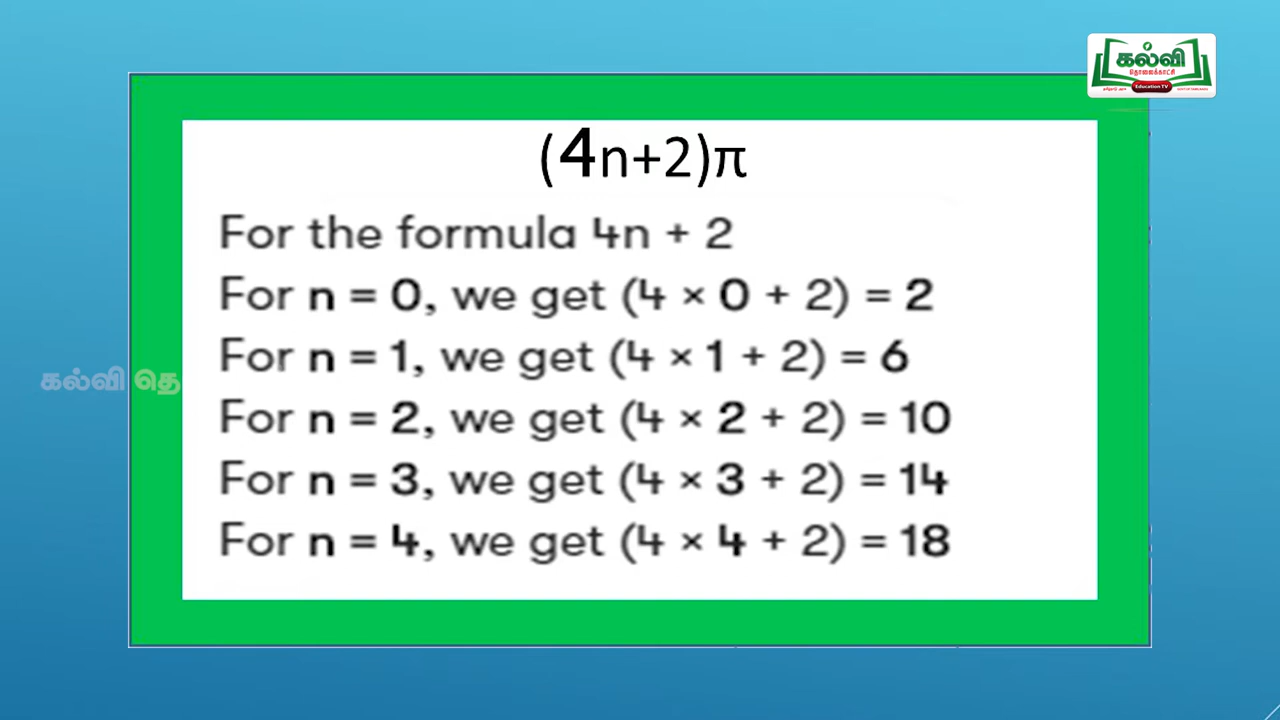 கல்வி
தொலைக்காட்சி
Education TV
(4n+2)π
For the formula 4n + 2
For n = 0, we get (4 × 0 + 2) = 2
For n = 1, we get (4 × 1 + 2) = 6
கல்வி தொ
For n = 2, we get (4 × 2 + 2) = 10
For n = 3, we get (4 × 3 + 2) = 14
For n = 4, we get (4 × 4 + 2) = 18